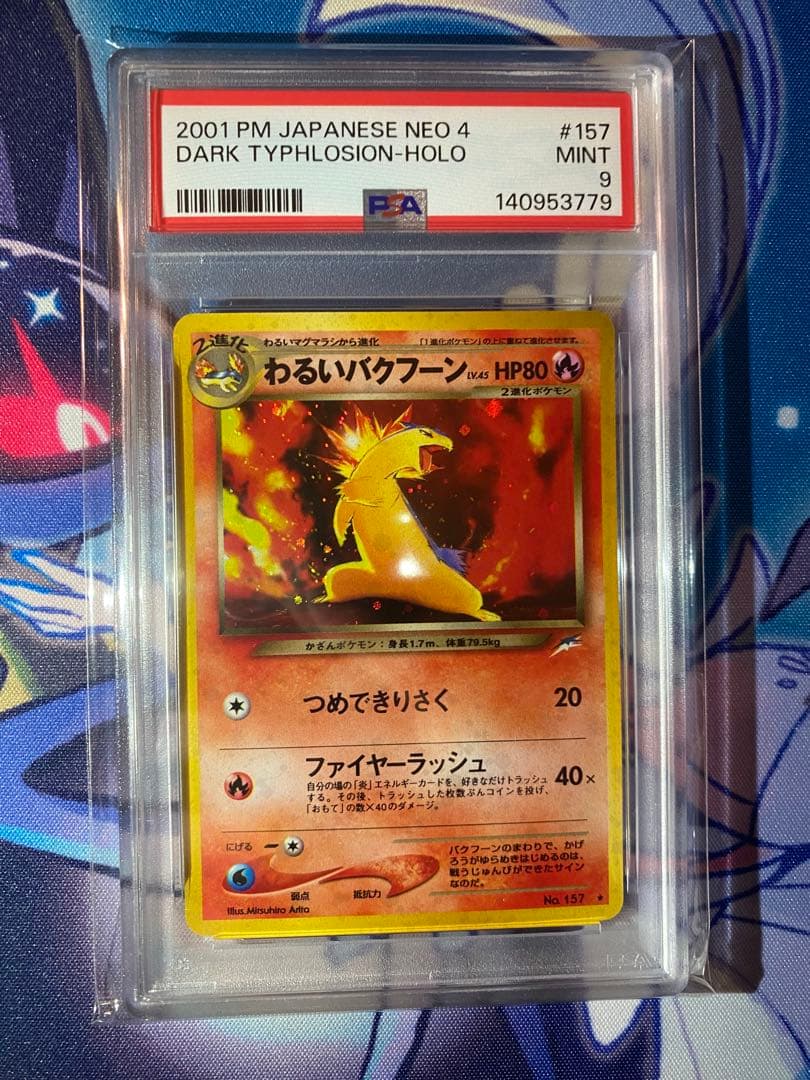 2001 PM JAPANESE NEO 4 #157
DARK TYPHLOSION-HOLO MINT
9
PSA 140953779
2進化 わるいマグマラシから進化 「1進化ポケモン」の上に重ねて進化させます。
わるいバクフーン LV.45 HP80
2進化ポケモン
かざんポケモン：身長1.7m、体重79.5kg
つめできりさく 20
ファイヤーラッシュ 40×
自分の場の「炎」エネルギーカードを、好きなだけトラッシュ
する。その後、トラッシュした枚数ぶんコインを投げ、
「おもて」の数×40のダメージ。
にげる
弱点 抵抗力
バクフーンのまわりで、かげ
ろうがゆらめきはじめるのは、
戦うじゅんびができたサイン
なのだ。
Illus. Mitsuhiro Arita No. 157 ★